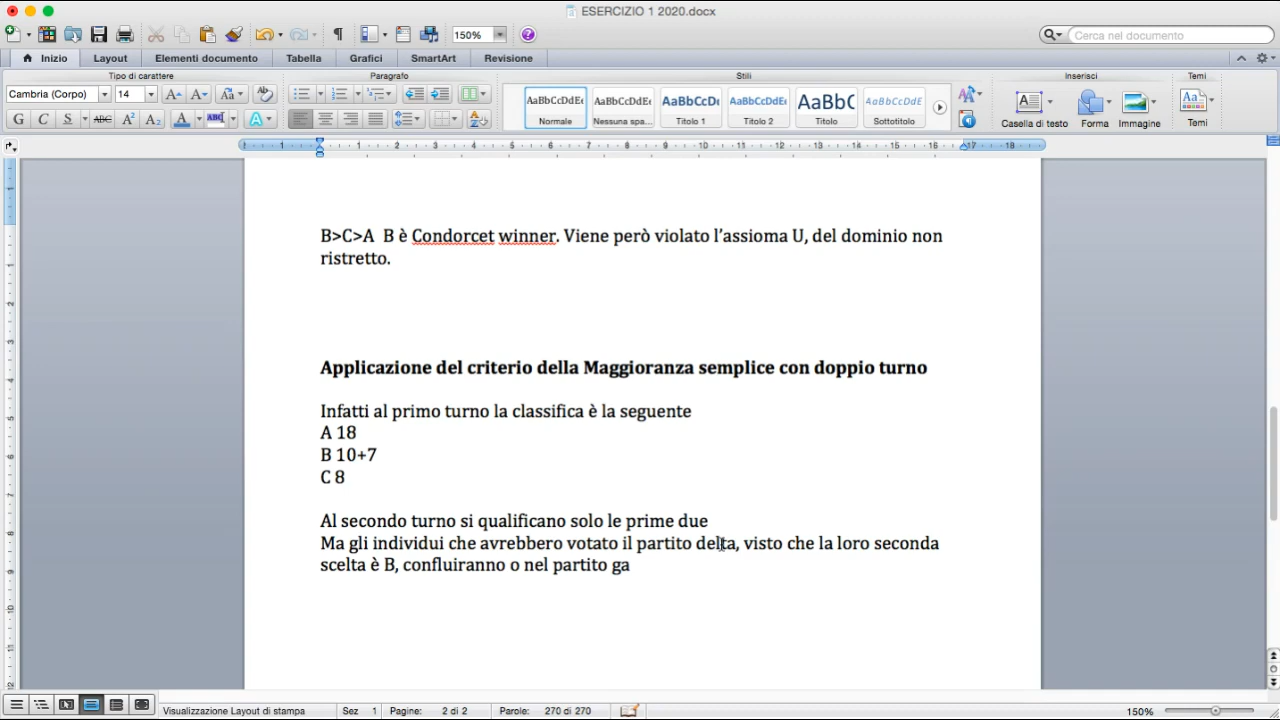 ESERCIZIO 1 2020.docx
150%
Cerca nel documento
Inizio
Layout
Elementi documento
Tabella
Grafici
SmartArt
Revisione
Tipo di carattere
Paragrafo
Stili
Inserisci
Temi
Cambria (Corpo)
14
AaBbCcDdEe
Normale
AaBbCcDdEe
Nessuna spa...
AaBbCcDc
Titolo 1
AaBbCcDdEe
Titolo 2
AaBbC
Titolo
AaBbCcDdE
Sottotitolo
Casella di testo
Forma
Immagine
Temi
B>C>A B è Condorcet winner. Viene però violato l'assioma U, del dominio non
ristretto.
Applicazione del criterio della Maggioranza semplice con doppio turno
Infatti al primo turno la classifica è la seguente
A 18
B 10+7
C 8
Al secondo turno si qualificano solo le prime due
Ma gli individui che avrebbero votato il partito delta, visto che la loro seconda
scelta è B, confluiranno o nel partito ga
Visualizzazione Layout di stampa
Sez 1
Pagine: 2 di 2
Parole: 270 di 270
150%